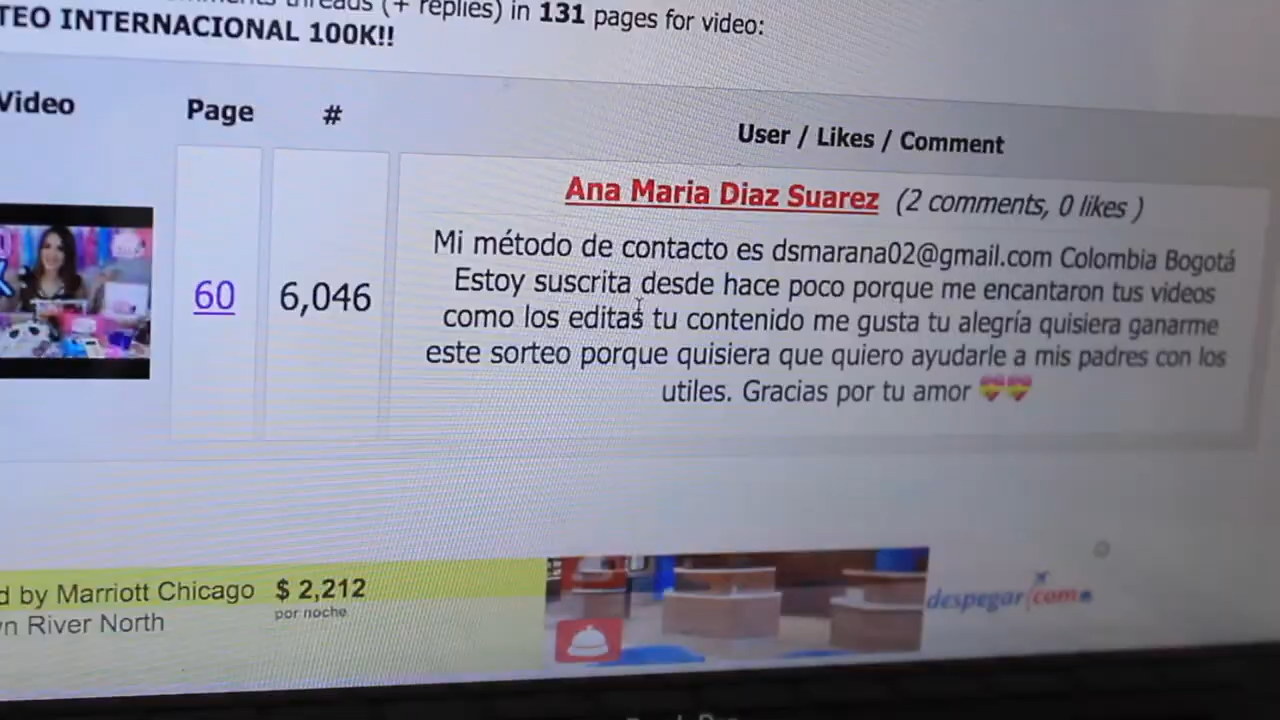 threads (+ replies) in 131 pages for video:
TEO INTERNACIONAL 100K!!
Video Page # User / Likes / Comment
Ana Maria Diaz Suarez (2 comments, 0 likes )
60 6,046
Mi método de contacto es dsmarana02@gmail.com Colombia Bogotá
Estoy suscrita desde hace poco porque me encantaron tus videos
como los editas tu contenido me gusta tu alegría quisiera ganarme
este sorteo porque quisiera que quiero ayudarle a mis padres con los
utiles. Gracias por tu amor 💝💝
d by Marriott Chicago $ 2,212
por noche
n River North
despegar.com